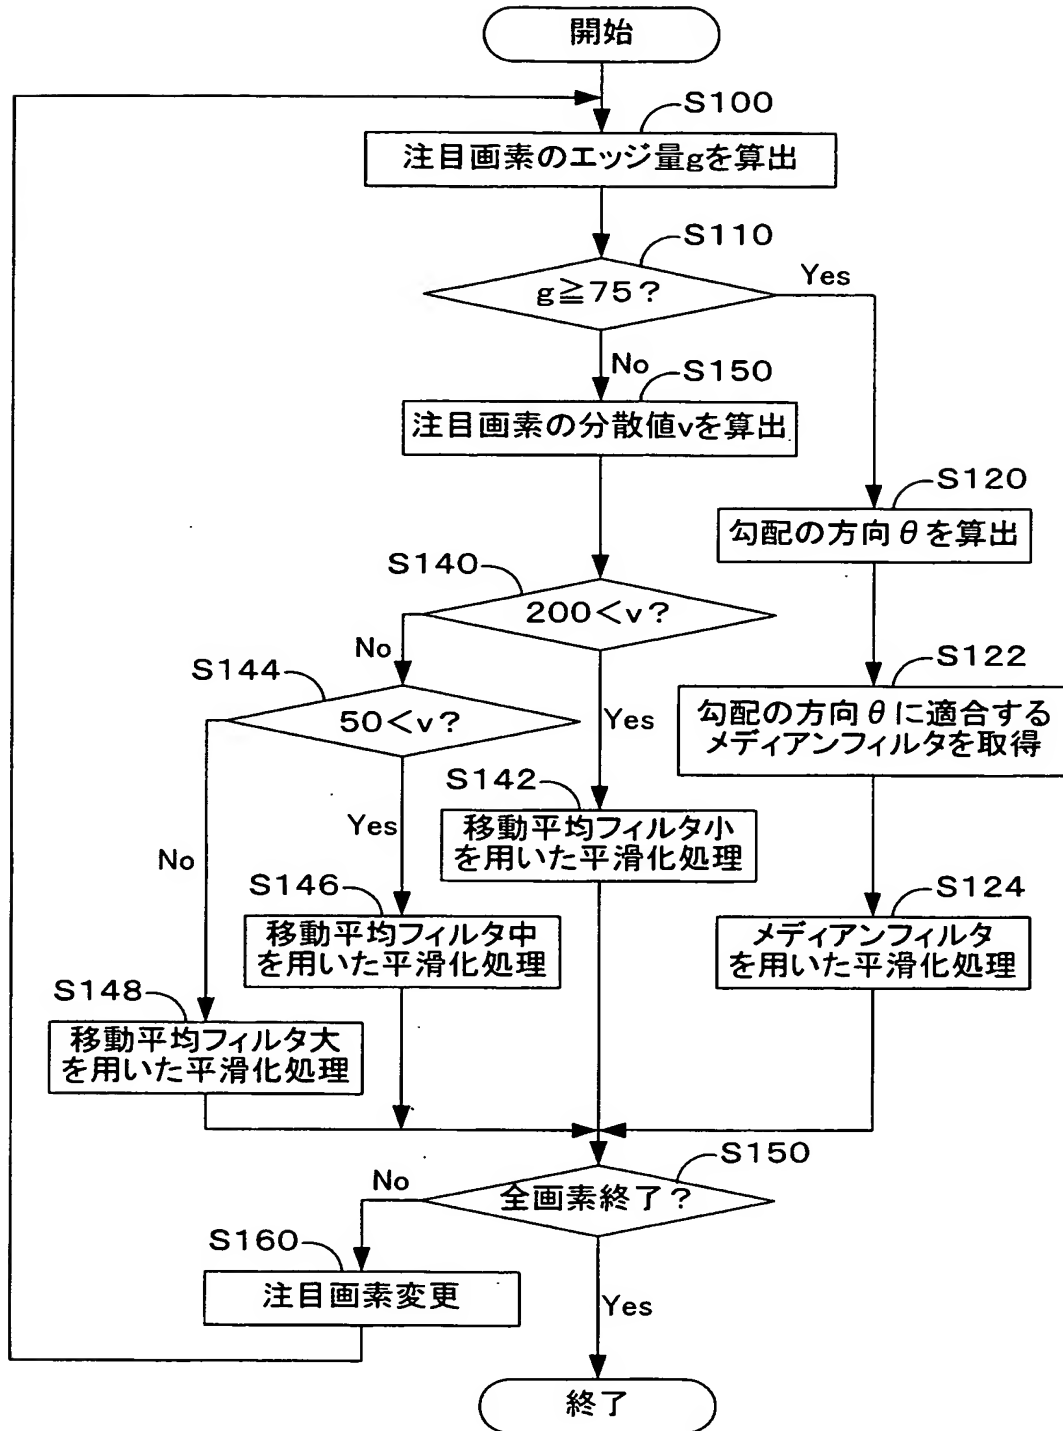 開始
S100
注目画素のエッジ量gを算出
S110
g≧75?
Yes
No
S150
注目画素の分散値vを算出
S120
勾配の方向θを算出
S140
200<v?
No
S144
50<v?
Yes
S122
勾配の方向θに適合する
メディアンフィルタを取得
S142
移動平均フィルタ小
を用いた平滑化処理
Yes
No
S146
移動平均フィルタ中
を用いた平滑化処理
S124
メディアンフィルタ
を用いた平滑化処理
S148
移動平均フィルタ大
を用いた平滑化処理
S150
全画素終了?
No
S160
注目画素変更
Yes
終了